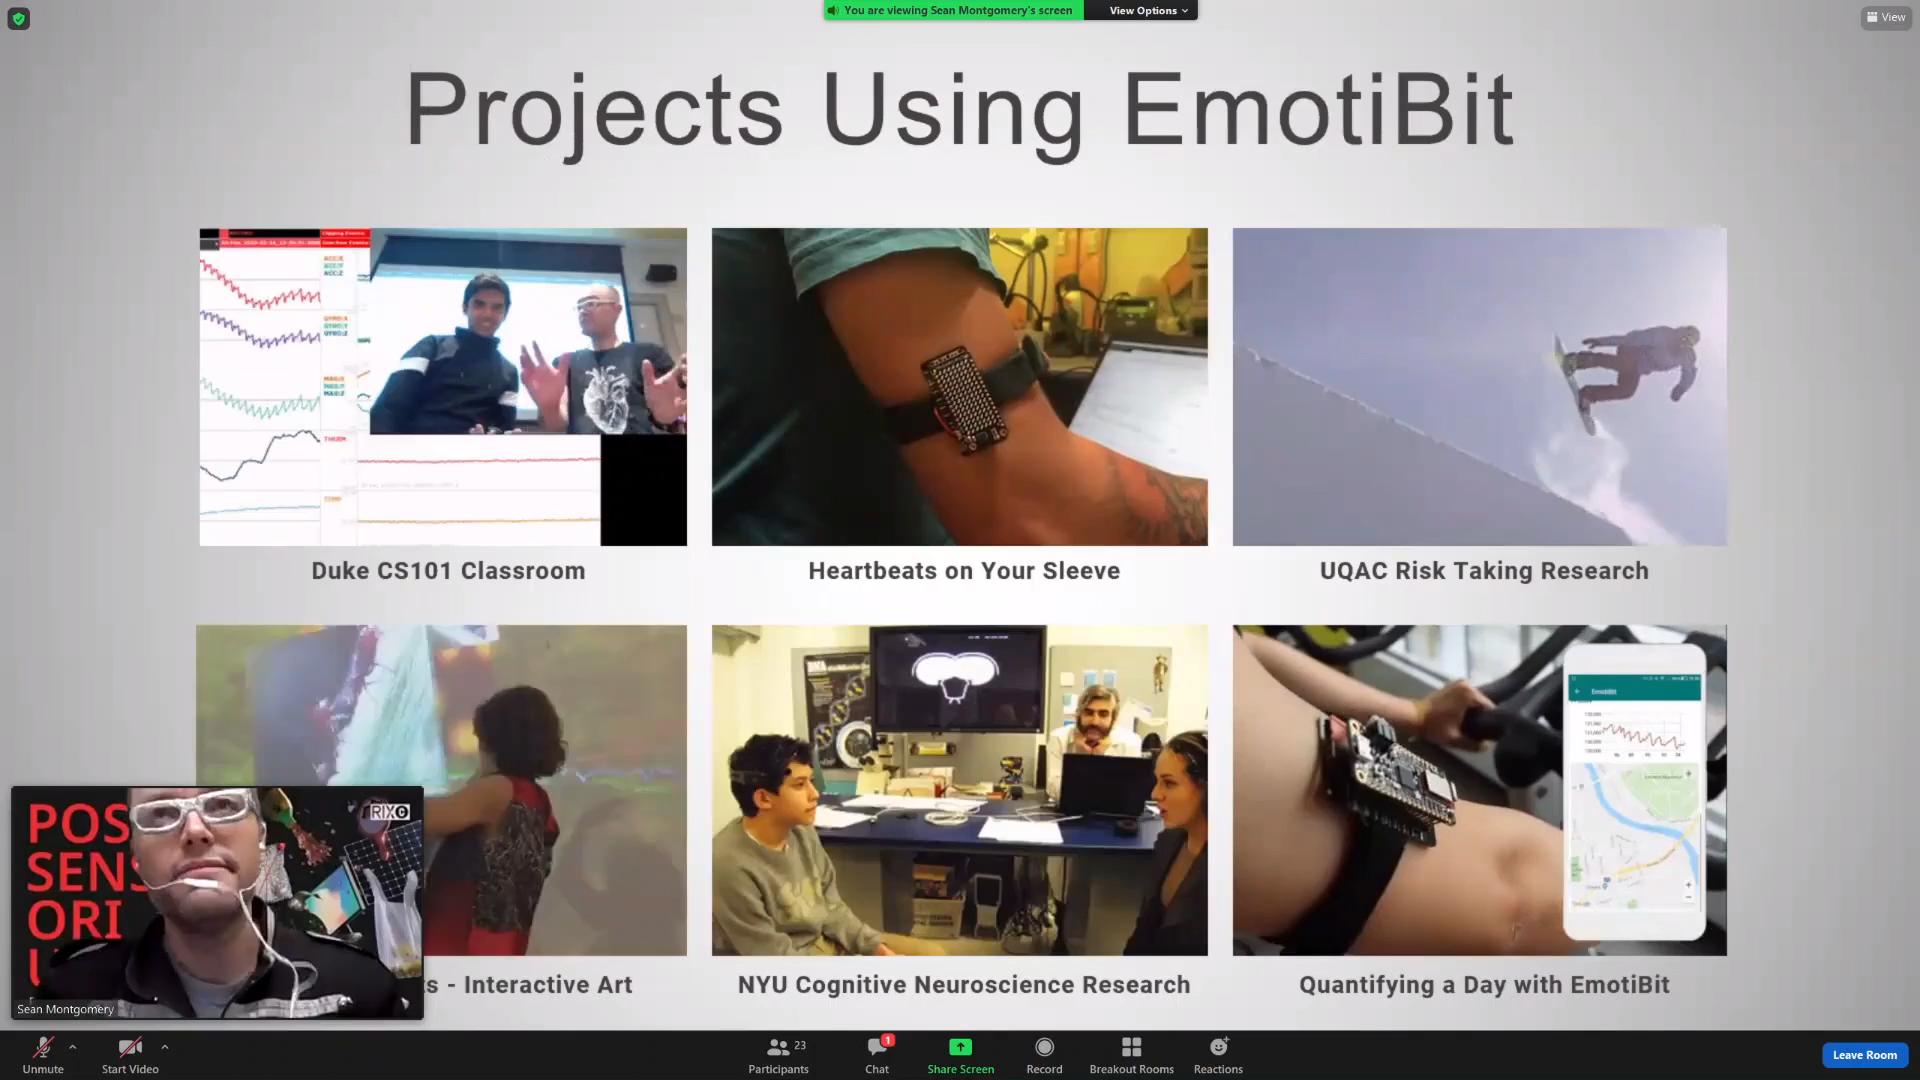 You are viewing Sean Montgomery's screen
View Options
View
Projects Using EmotiBit
Duke CS101 Classroom
Heartbeats on Your Sleeve
UQAC Risk Taking Research
EmotiBit
POS
SENS
ORI
U
RIXC
Sean Montgomery
s - Interactive Art
NYU Cognitive Neuroscience Research
Quantifying a Day with EmotiBit
Unmute
Start Video
23
Participants
1
Chat
Share Screen
Record
Breakout Rooms
Reactions
Leave Room